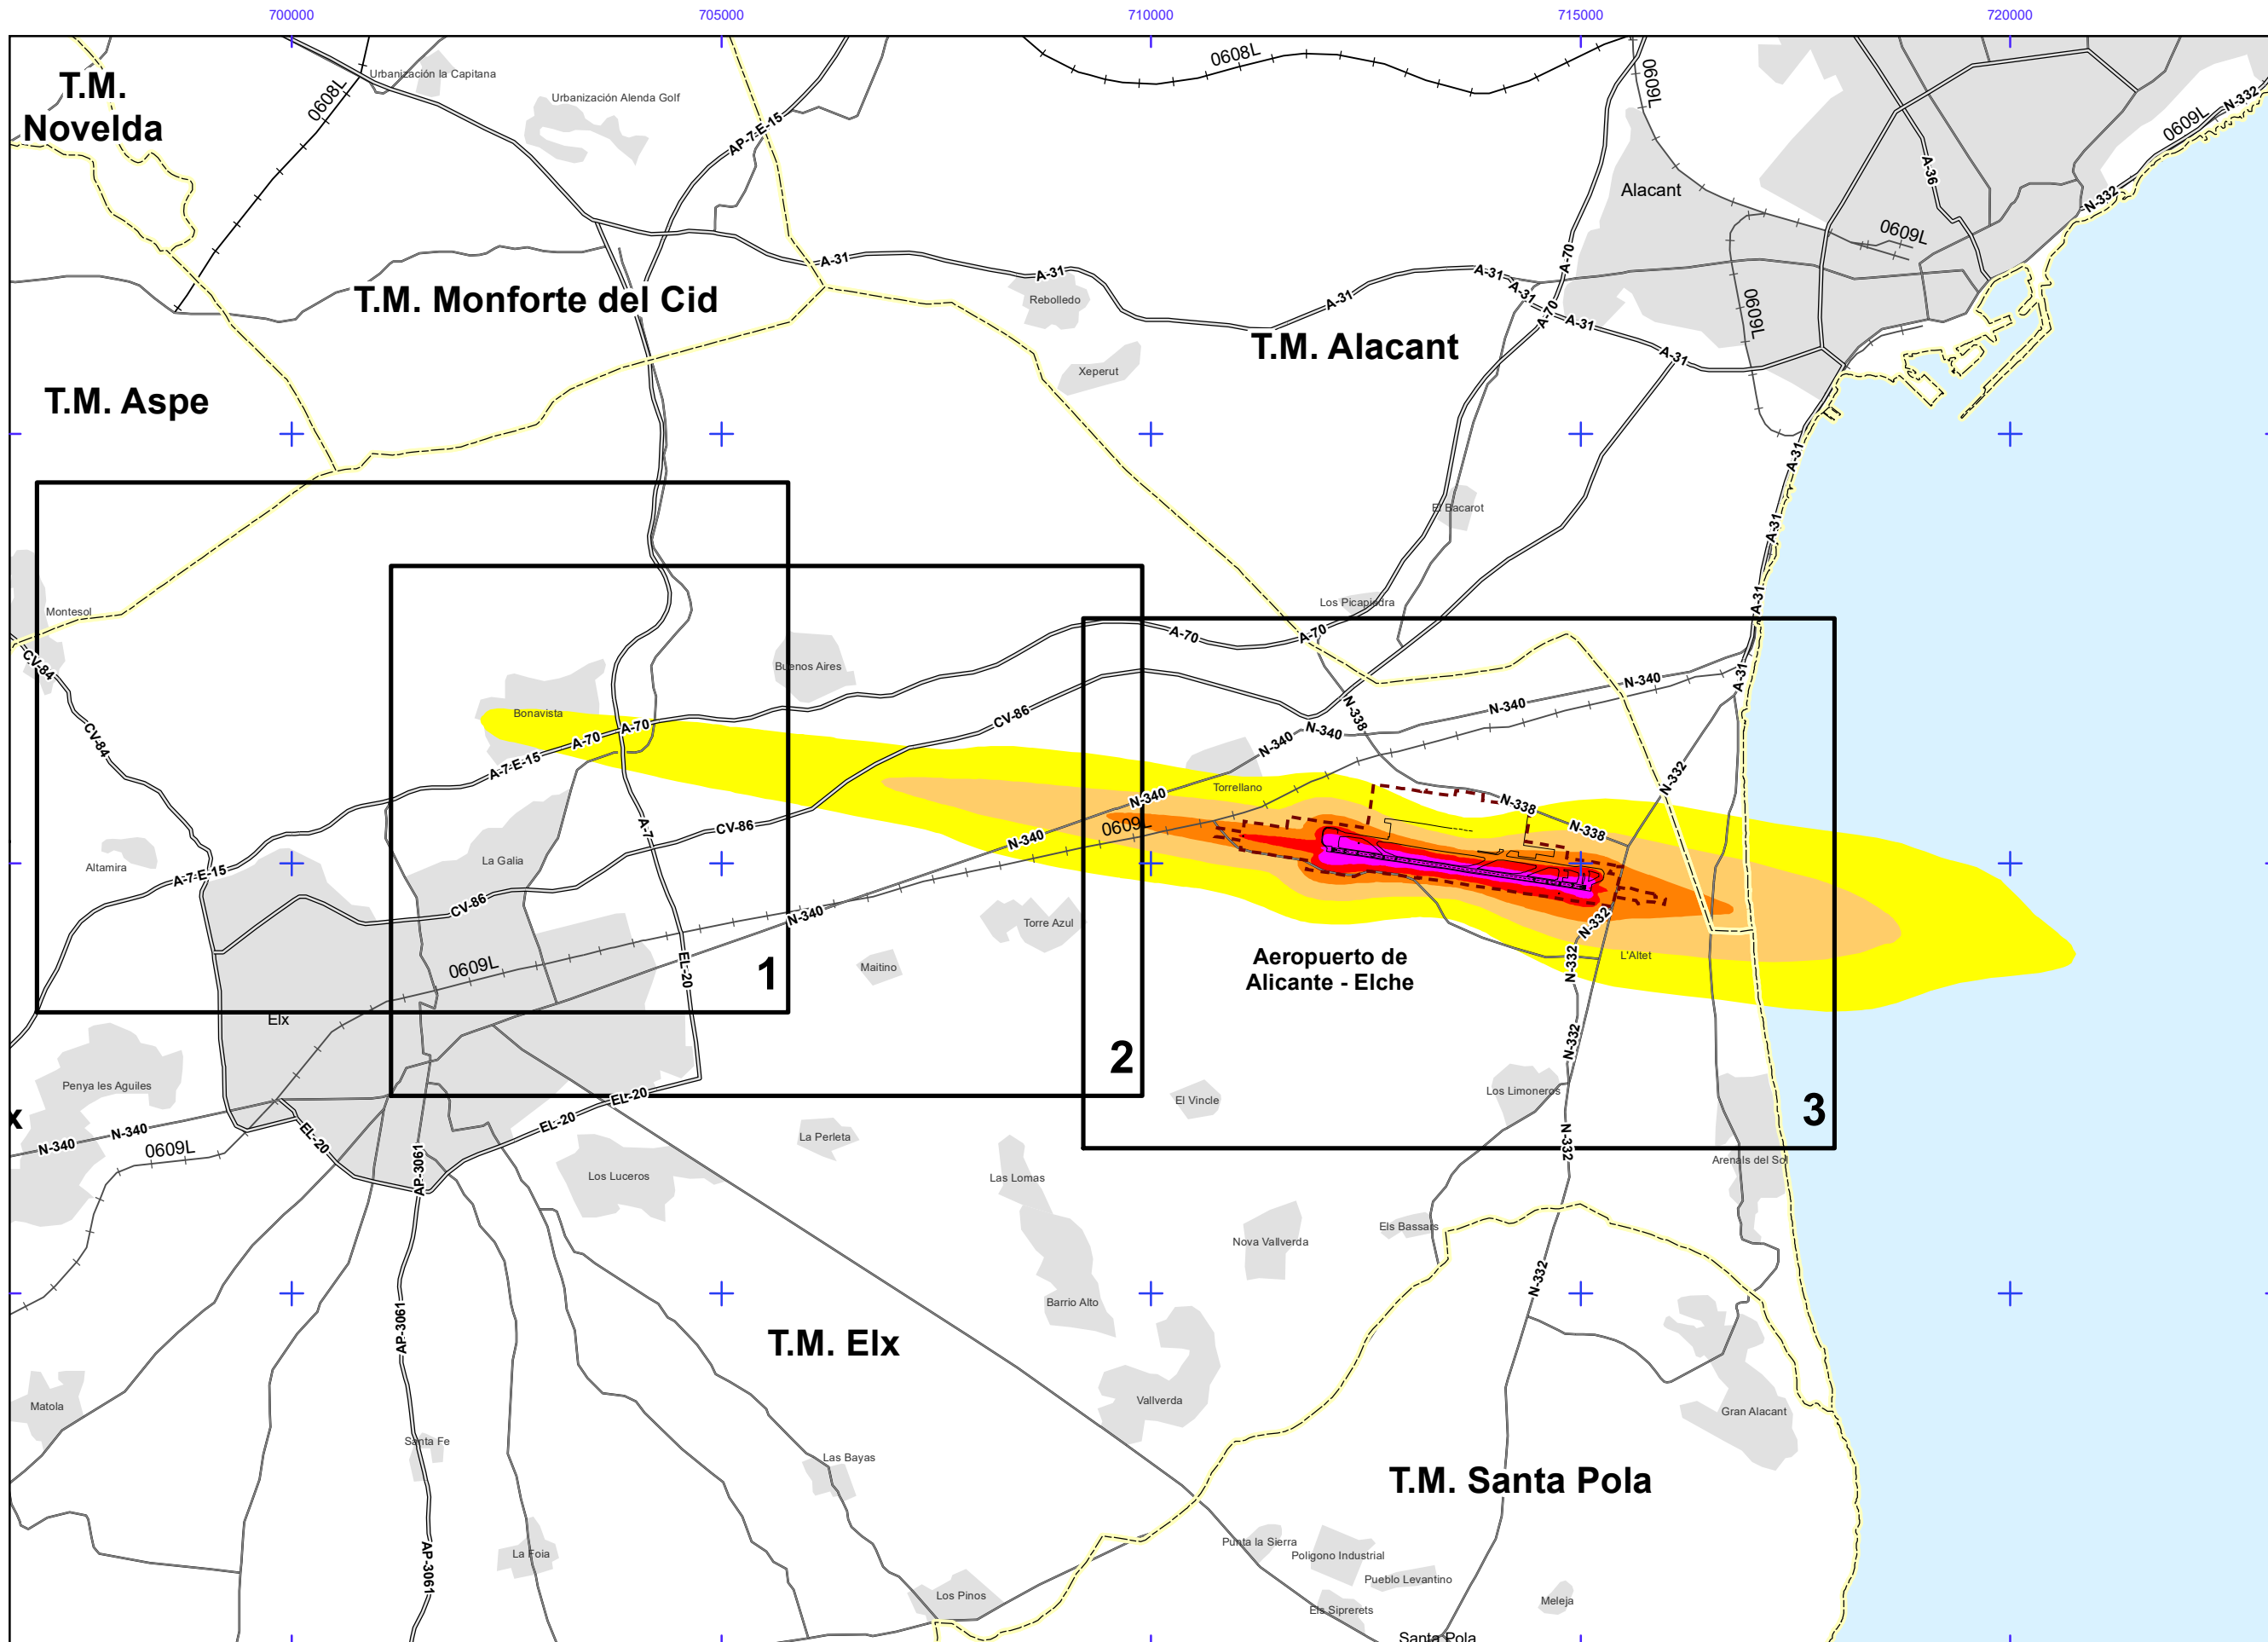 700000
705000
710000
715000
720000
T.M.
Novelda
0608L
Urbanización la Capitana
Urbanización Alenda Golf
AP-7-E-15
0608L
0609L
Alacant
A-36
N-332
0609L
N-332
0609L
0609L
T.M. Monforte del Cid
A-31
A-31
Rebolledo
A-31
A-31
A-31
A-31
A-31
A-70
A-70
Xeperut
T.M. Alacant
T.M. Aspe
El Bacarot
A-31
A-31
A-31
A-31
Montesol
CV-84
CV-84
Los Picapiedra
A-70
A-70
Buenos Aires
Bonavista
A-70
A-70
A-7-E-15
CV-86
N-338
N-340
N-340
N-340
N-340
N-332
Torrellano
N-340
0609L
N-338
N-338
A-7
CV-86
N-340
La Galia
Altamira
A-7-E-15
CV-86
N-340
Torre Azul
Maitino
0609L
EL-20
1
Elx
Aeropuerto de
Alicante - Elche
N-332
N-332
L'Altet
N-332
2
3
Penya les Aguiles
x
N-340
N-340
0609L
EL-20
EL-20
EL-20
AP-3061
El Vincle
Los Limoneros
N-332
La Perleta
Los Luceros
Las Lomas
Arenals del Sol
Els Bassars
Nova Vallverda
N-332
Barrio Alto
AP-3061
T.M. Elx
Vallverda
Matola
Gran Alacant
Santa Fe
Las Bayas
T.M. Santa Pola
La Foia
AP-3061
Punta la Sierra
Poligono Industrial
Pueblo Levantino
Los Pinos
Els Siprerets
Meleja
Santa Pola